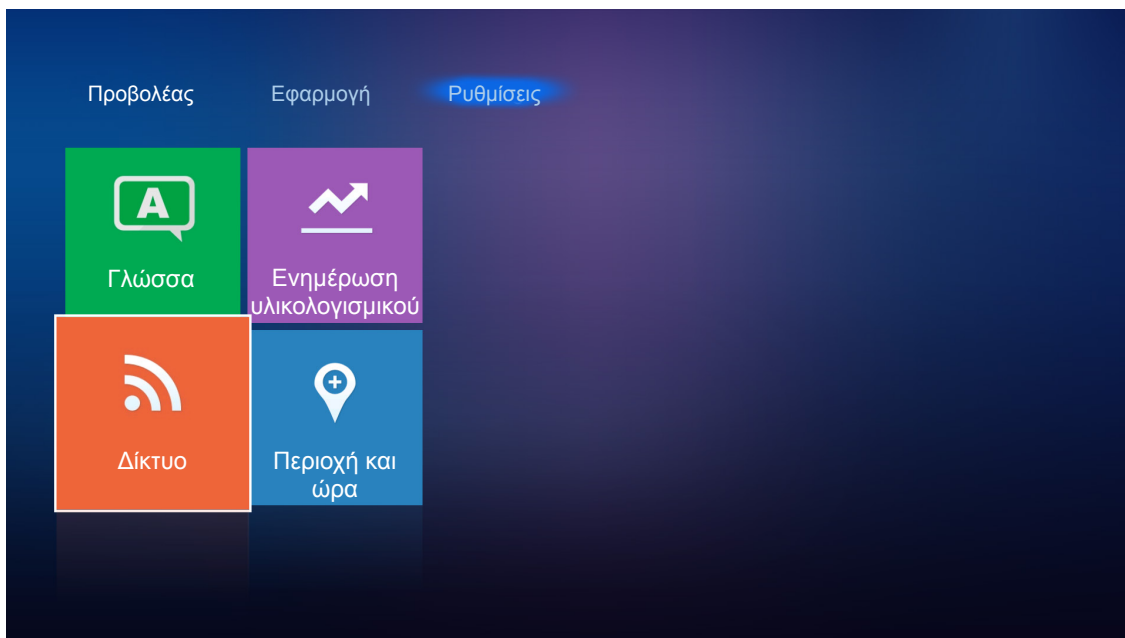 Προβολέας Εφαρμογή Ρυθμίσεις
A
Γλώσσα
Ενημέρωση
υλικολογισμικού
Δίκτυο
Περιοχή και
ώρα